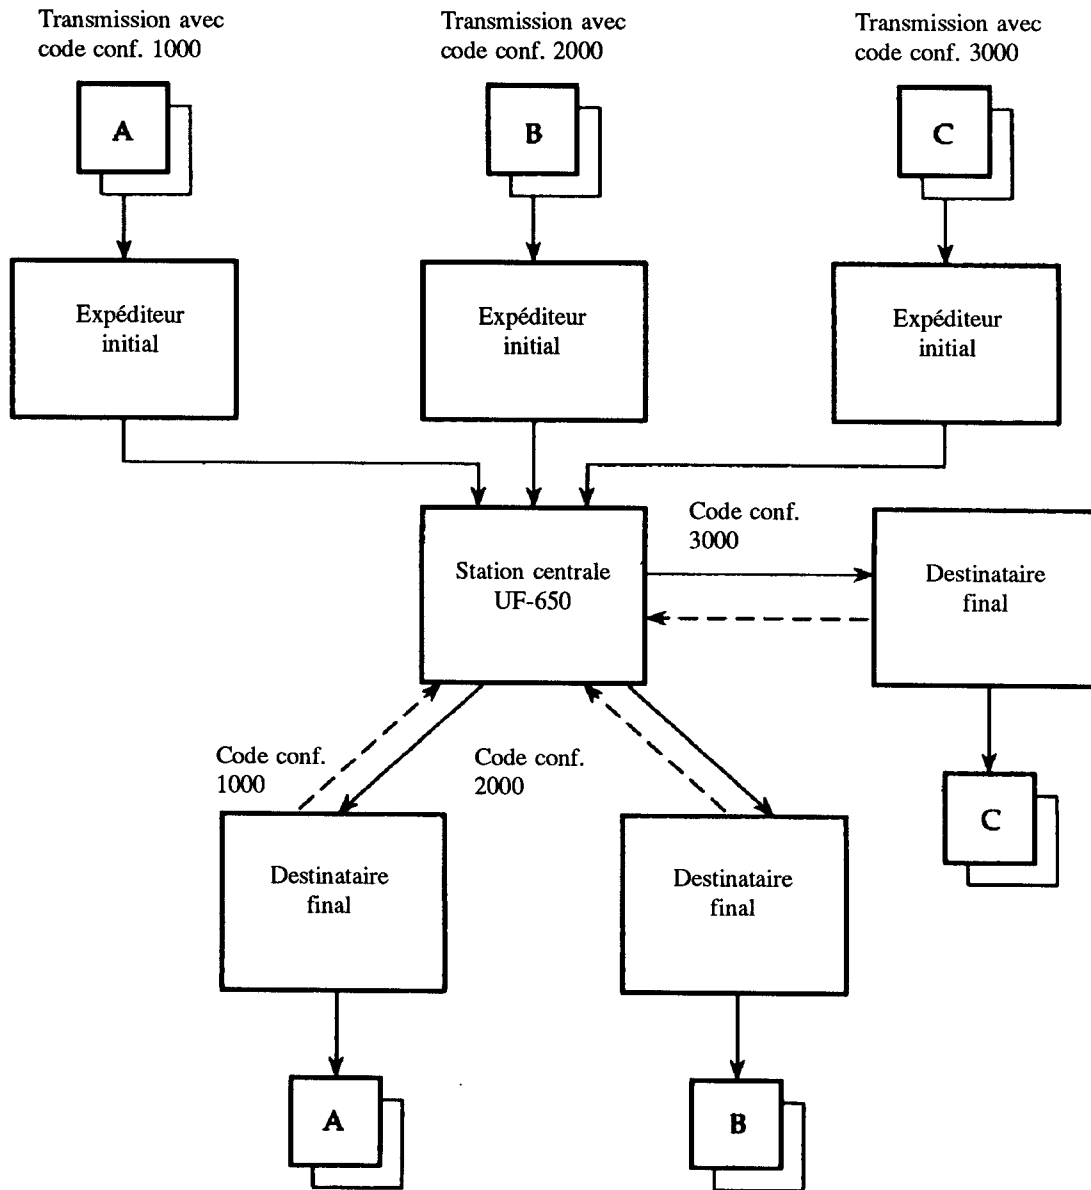 Transmission avec
code conf. 1000
Transmission avec
code conf. 2000
Transmission avec
code conf. 3000
A
B
C
Expéditeur
initial
Expéditeur
initial
Expéditeur
initial
Code conf.
3000
Station centrale
UF-650
Destinataire
final
Code conf.
1000
Code conf.
2000
C
Destinataire
final
Destinataire
final
A
B